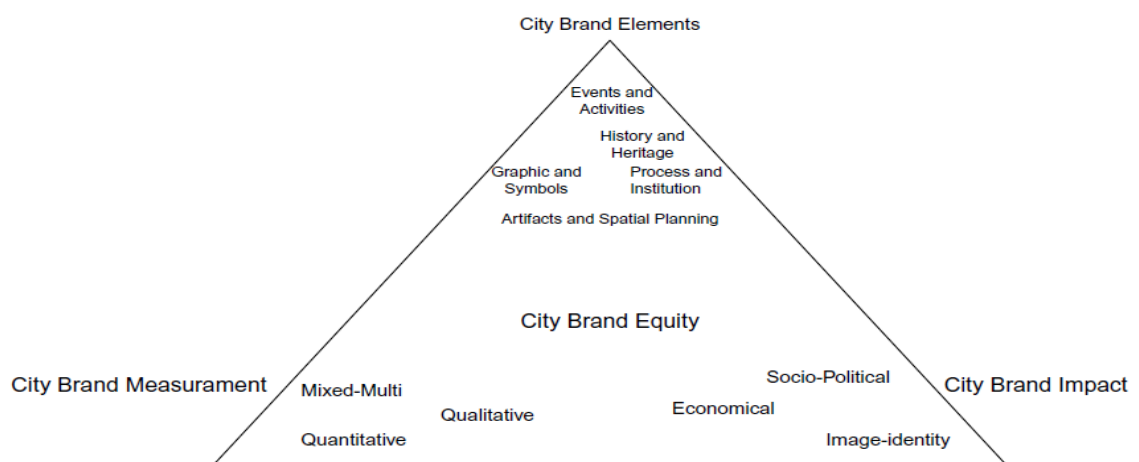 City Brand Elements
Events and
Activities
History and
Heritage
Graphic and
Symbols
Process and
Institution
Artifacts and Spatial Planning
City Brand Equity
City Brand Measurament
Mixed-Multi
Qualitative
Quantitative
Socio-Political
Economical
Image-identity
City Brand Impact